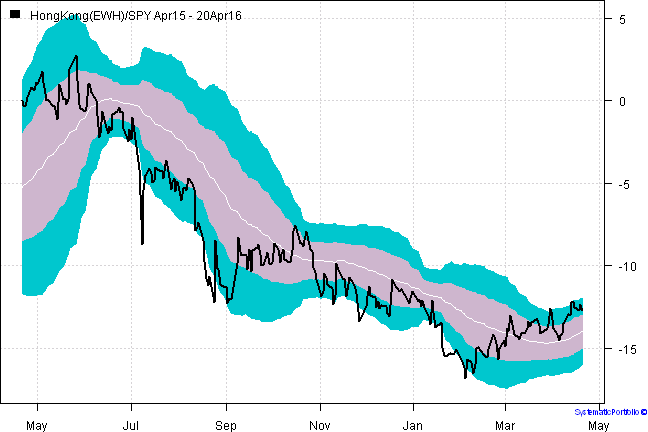 HongKong(EWH)/SPY Apr15 - 20Apr16
5
0
-5
-10
-15
SystematicPortfolio ©
May Jul Sep Nov Jan Mar May